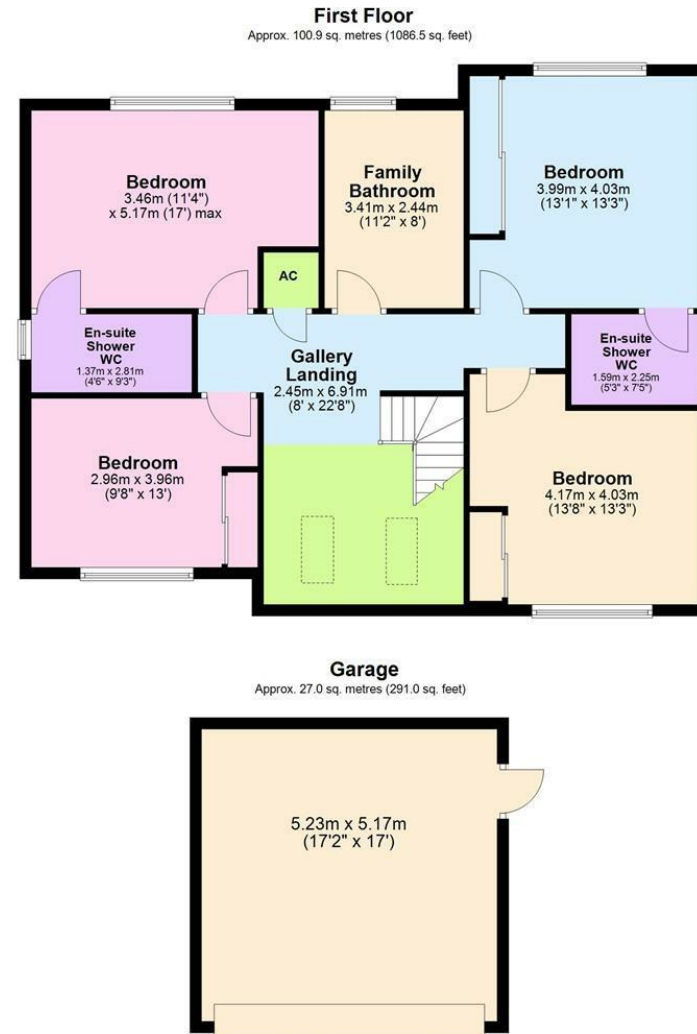 First Floor
Approx. 100.9 sq. metres (1086.5 sq. feet)
Bedroom
3.46m (11'4")
x 5.17m (17') max
Family
Bathroom
3.41m x 2.44m
(11'2" x 8')
Bedroom
3.99m x 4.03m
(13'1" x 13'3")
AC
En-suite
Shower
WC
1.37m x 2.81m
(4'6" x 9'3")
Gallery
Landing
2.45m x 6.91m
(8' x 22'8")
En-suite
Shower
WC
1.59m x 2.25m
(5'3" x 7'5")
Bedroom
2.96m x 3.96m
(9'8" x 13')
Bedroom
4.17m x 4.03m
(13'8" x 13'3")
Garage
Approx. 27.0 sq. metres (291.0 sq. feet)
5.23m x 5.17m
(17'2" x 17')